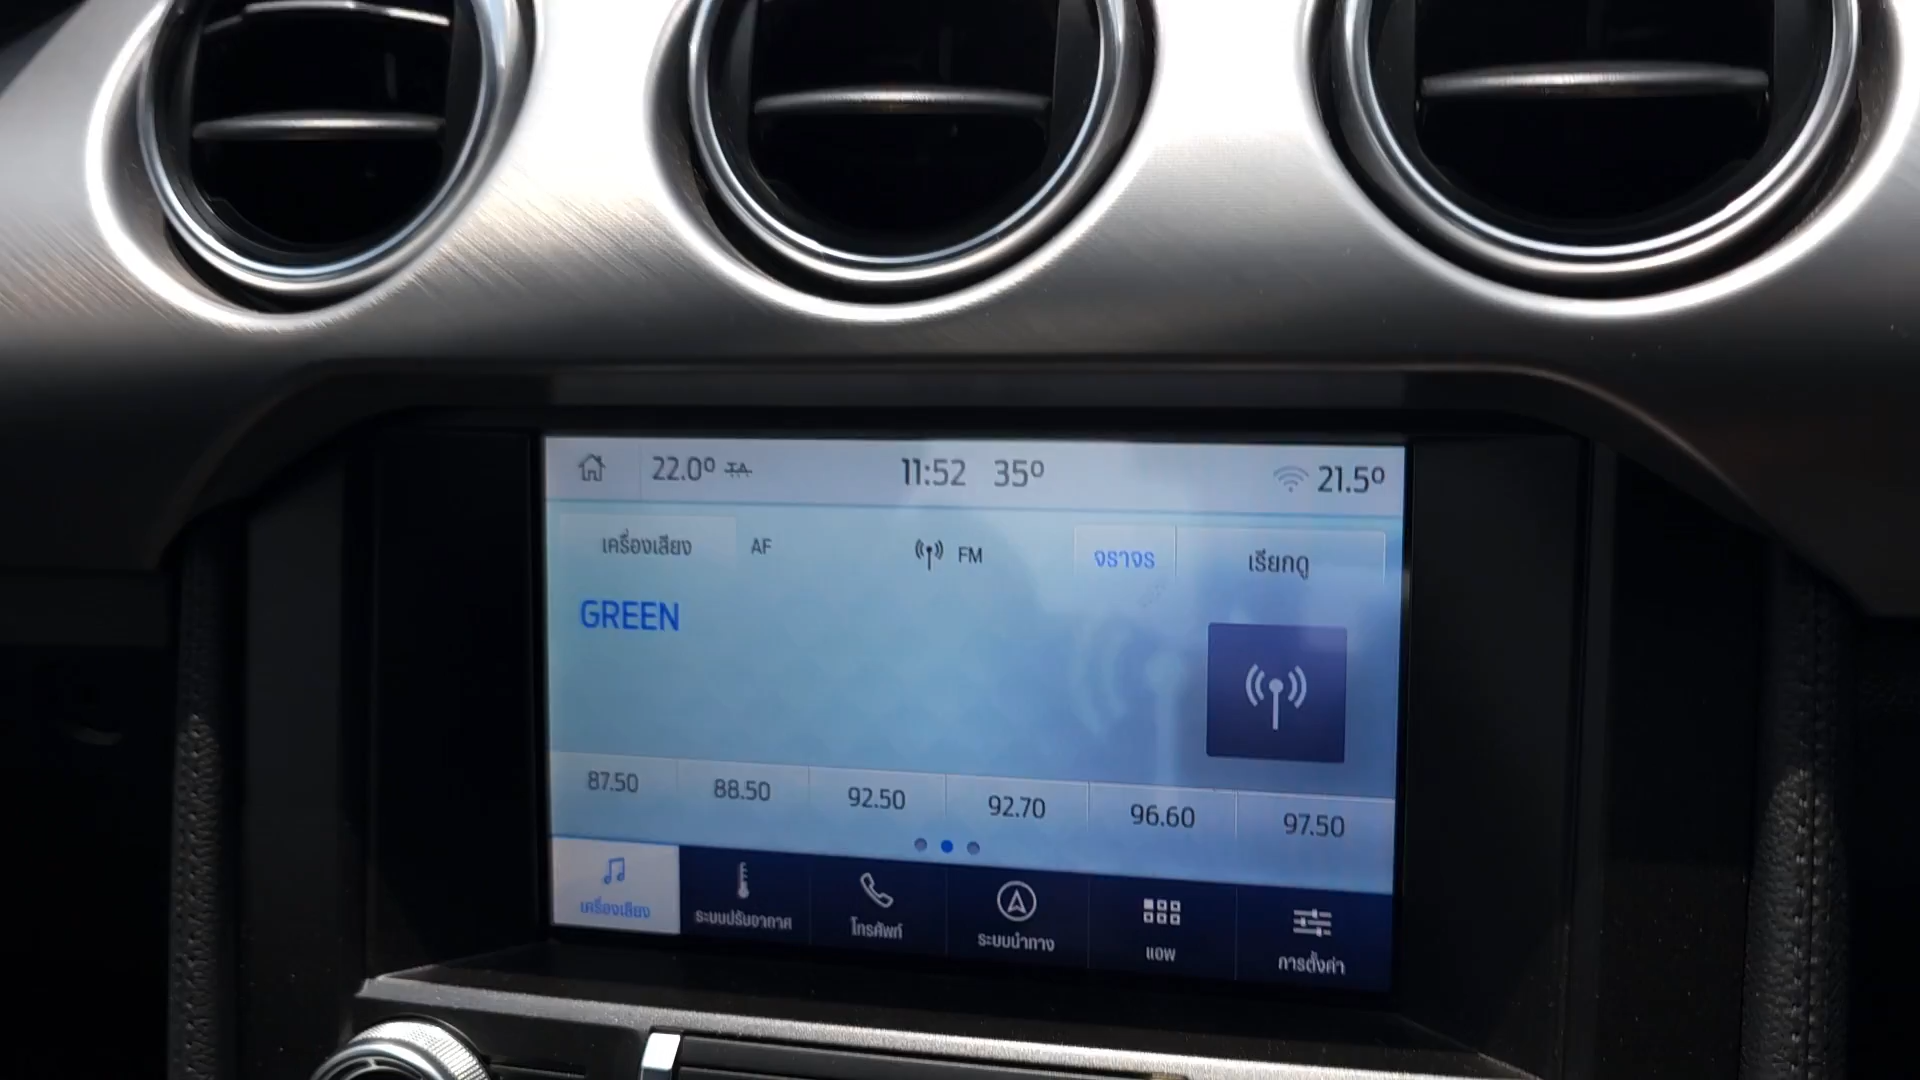 22.0º 11:52 35º 21.5º
เครื่องเสียง AF FM จราจร เรียกดู
GREEN
87.50 88.50 92.50 92.70 96.60 97.50
เครื่องเสียง ระบบปรับอากาศ โทรศัพท์ ระบบนำทาง แอพ การตั้งค่า